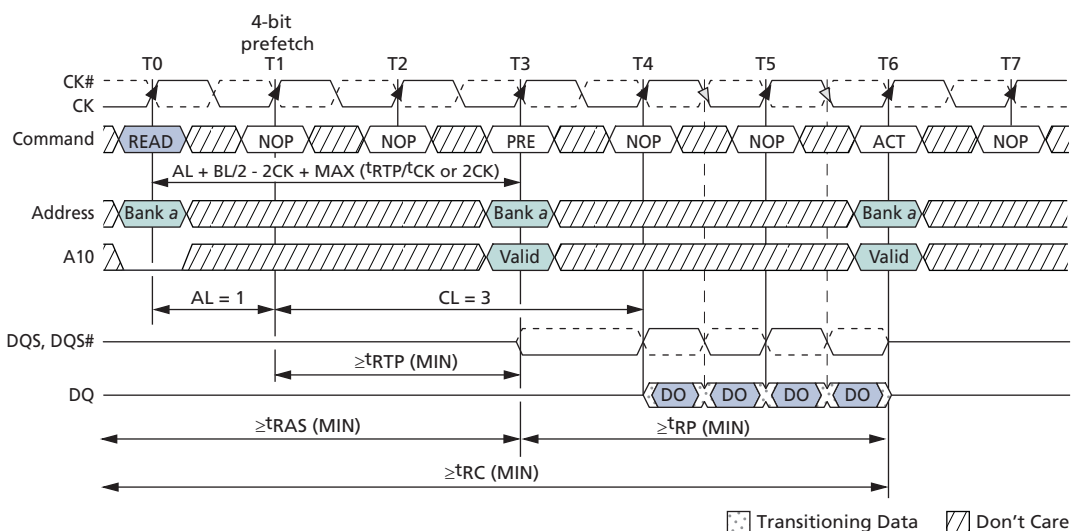 4-bit
prefetch
T0 T1 T2 T3 T4 T5 T6 T7
CK#
CK
Command READ NOP NOP PRE NOP NOP ACT NOP
AL + BL/2 - 2CK + MAX (tRTP/tCK or 2CK)
Address Bank a Bank a Bank a
A10 Valid Valid
AL = 1 CL = 3
DQS, DQS#
≥tRTP (MIN)
DQ DO DO DO DO
≥tRAS (MIN) ≥tRP (MIN)
≥tRC (MIN)
Transitioning Data Don't Care